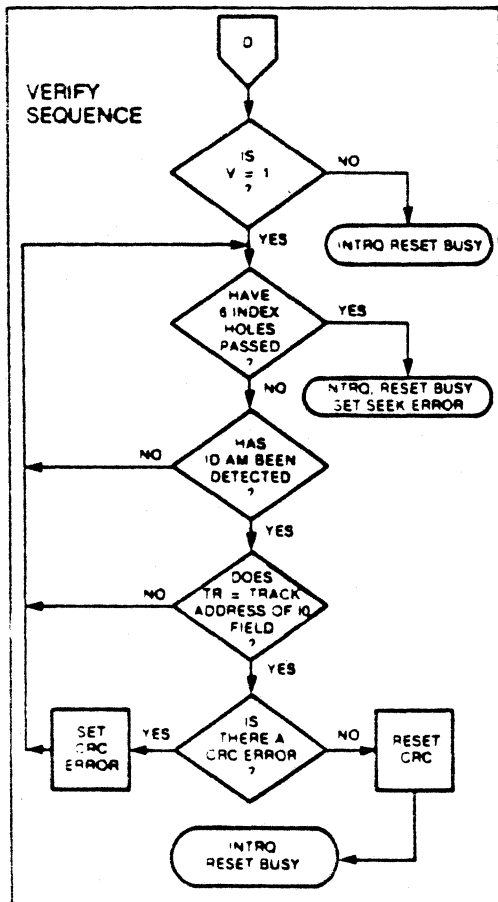 D
VERIFY
SEQUENCE
IS
V = 1
?
NO
INTRQ RESET BUSY
YES
HAVE
6 INDEX
HOLES
PASSED
?
YES
INTRQ, RESET BUSY
SET SEEK ERROR
NO
HAS
ID AM BEEN
DETECTED
?
NO
YES
DOES
TR = TRACK
ADDRESS OF ID
FIELD
?
NO
YES
IS
THERE A
CRC ERROR
?
YES
SET
CRC
ERROR
NO
RESET
CRC
INTRQ
RESET BUSY